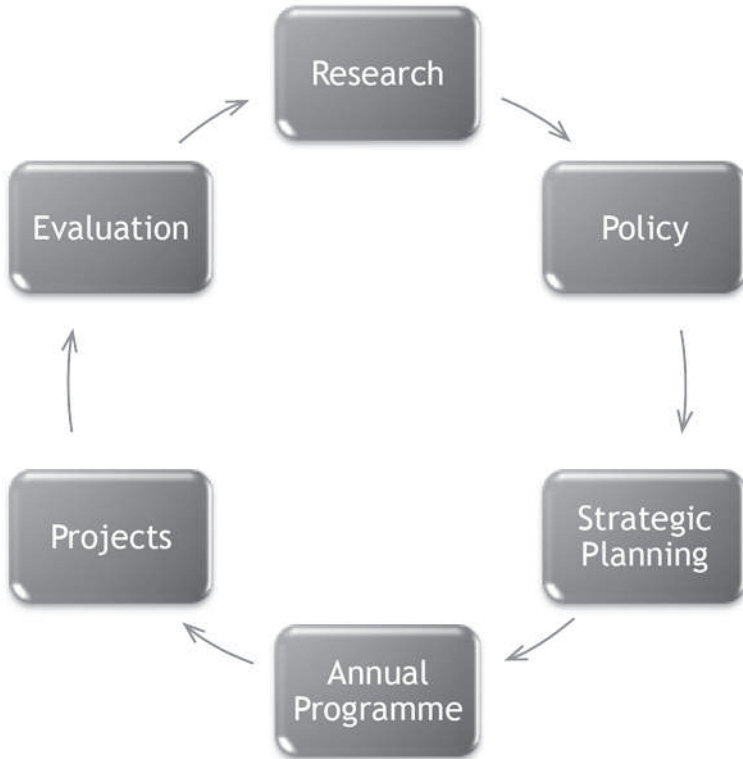 Research
Policy
Strategic
Planning
Annual
Programme
Projects
Evaluation